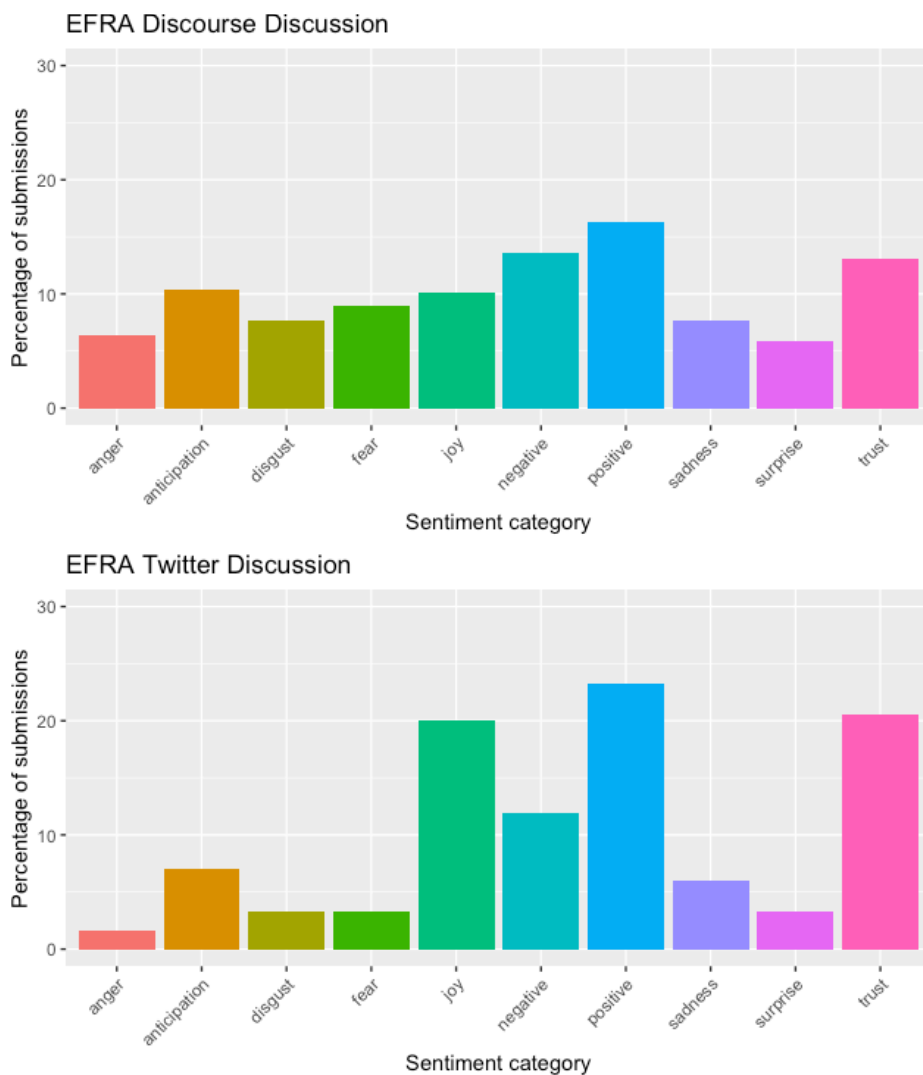 EFRA Discourse Discussion
Percentage of submissions
30
20
10
0
anger
anticipation
disgust
fear
joy
negative
positive
sadness
surprise
trust
Sentiment category
EFRA Twitter Discussion
Percentage of submissions
30
20
10
0
anger
anticipation
disgust
fear
joy
negative
positive
sadness
surprise
trust
Sentiment category